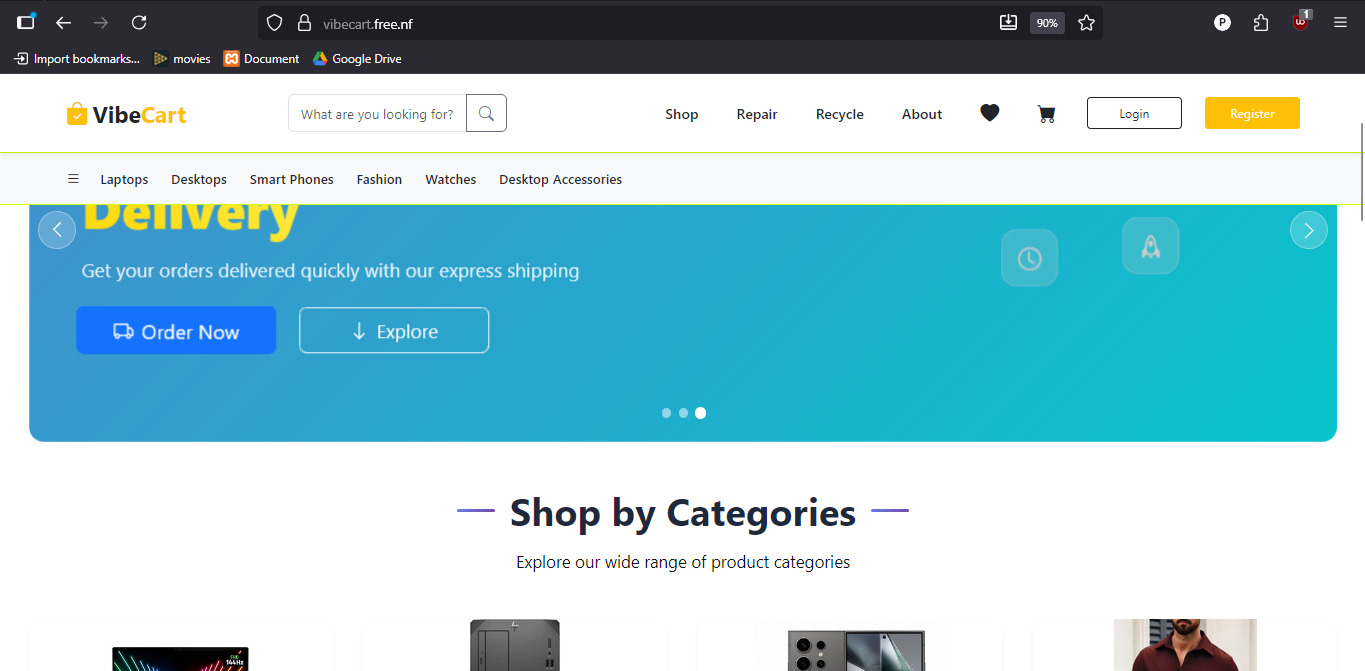 vibecart.free.nf
90%
P
1
Import bookmarks...
movies
Document
Google Drive
VibeCart
What are you looking for?
Shop
Repair
Recycle
About
Login
Register
Laptops
Desktops
Smart Phones
Fashion
Watches
Desktop Accessories
Delivery
Get your orders delivered quickly with our express shipping
Order Now
Explore
Shop by Categories
Explore our wide range of product categories
FHD
144Hz